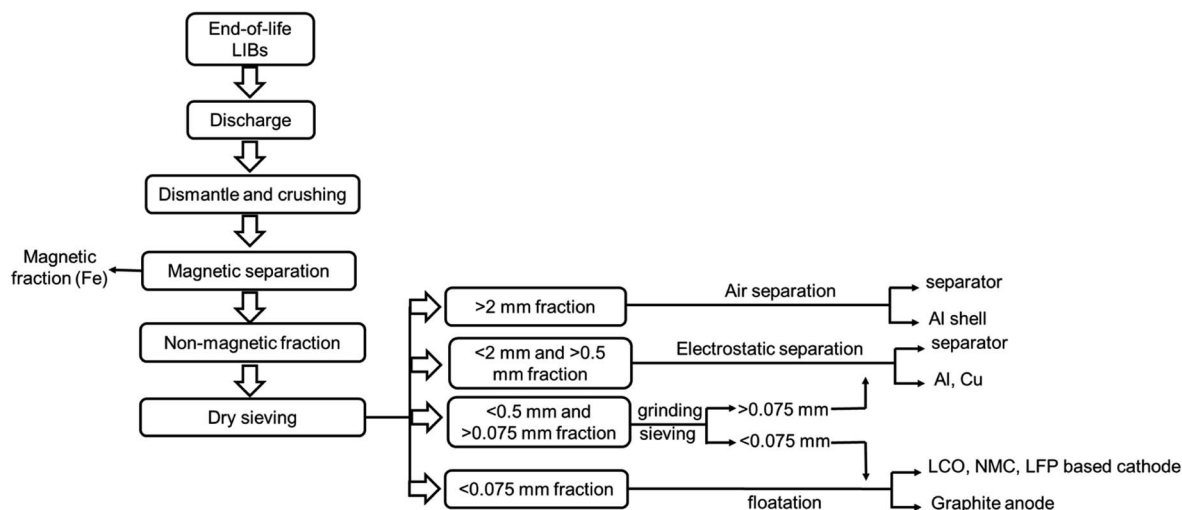 End-of-life
LIBs
Discharge
Dismantle and crushing
Magnetic
fraction (Fe)
Magnetic separation
Non-magnetic fraction
Dry sieving
>2 mm fraction
Air separation
separator
Al shell
<2 mm and >0.5
mm fraction
Electrostatic separation
separator
Al, Cu
<0.5 mm and
>0.075 mm fraction
grinding
sieving
>0.075 mm
<0.075 mm
<0.075 mm fraction
floatation
LCO, NMC, LFP based cathode
Graphite anode